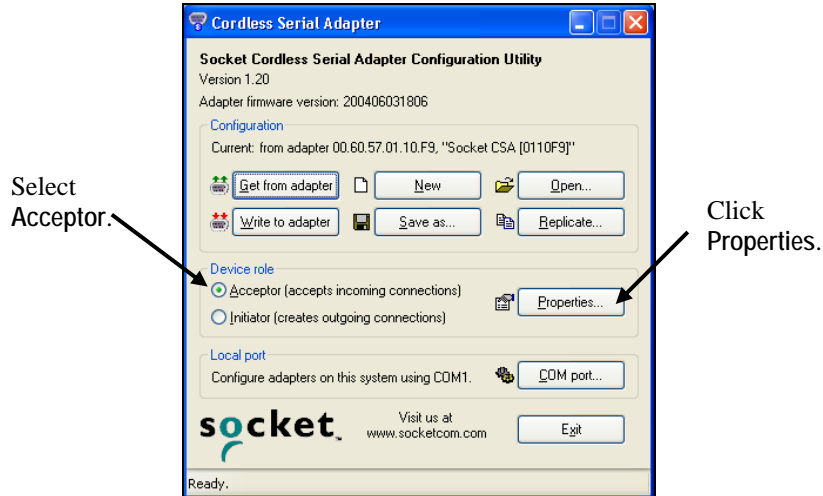 Cordless Serial Adapter
Socket Cordless Serial Adapter Configuration Utility
Version 1.20
Adapter firmware version: 200406031806
Configuration
Current: from adapter 00.60.57.01.10.F9, "Socket CSA [0110F9]"
Get from adapter
New
Open...
Write to adapter
Save as...
Replicate...
Select
Acceptor.
Click
Properties.
Device role
Acceptor (accepts incoming connections)
Initiator (creates outgoing connections)
Properties...
Local port
Configure adapters on this system using COM1.
COM port...
socket™
Visit us at
www.socketcom.com
Exit
Ready.